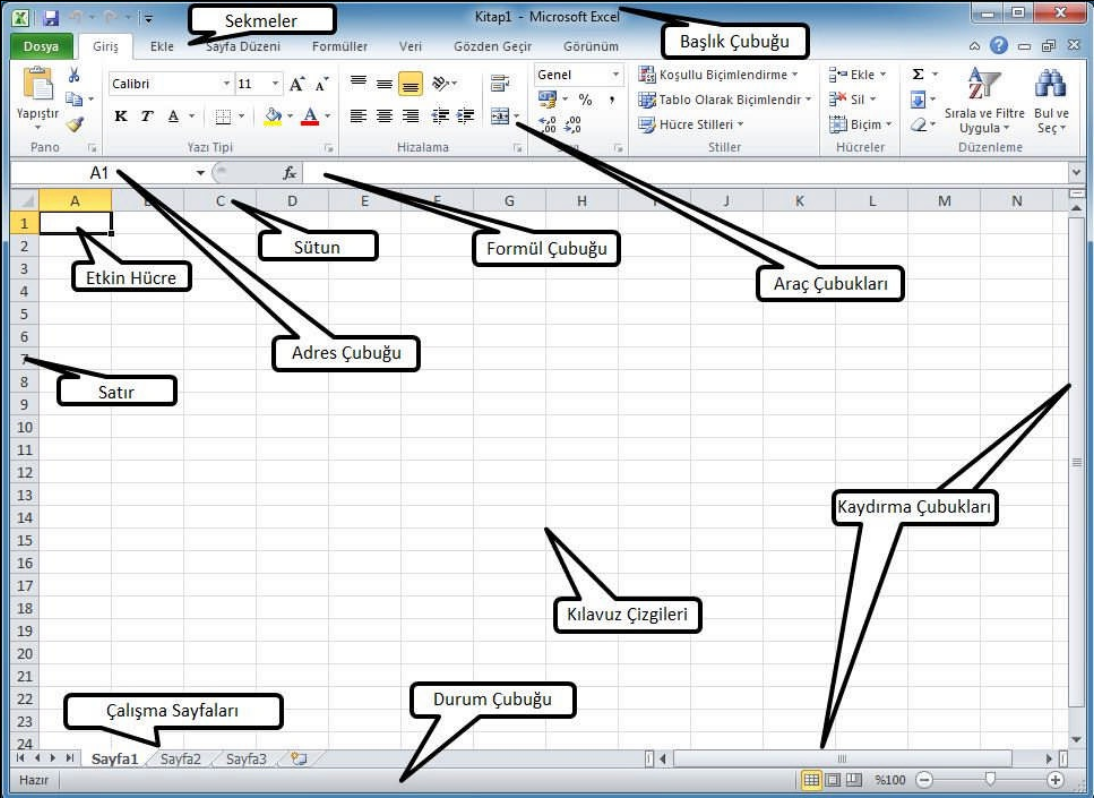 Kitap1 - Microsoft Excel
Sekmeler
Başlık Çubuğu
Dosya Giriş Ekle Sayfa Düzeni Formüller Veri Gözden Geçir Görünüm
Yapıştır
Pano
Calibri 11
K T A
Yazı Tipi
Hizalama
Genel
% ,
Koşullu Biçimlendirme
Tablo Olarak Biçimlendir
Hücre Stilleri
Stiller
Ekle
Sil
Biçim
Hücreler
Σ
Sırala ve Filtre
Uygula
Bul ve
Seç
Düzenleme
A1 fx
A C D E G H J K L M N
1
2
3
4
5
6
8
9
10
11
12
13
14
15
16
17
18
19
20
21
22
23
24
Sütun
Formül Çubuğu
Etkin Hücre
Araç Çubukları
Adres Çubuğu
Satır
Kaydırma Çubukları
Kılavuz Çizgileri
Durum Çubuğu
Çalışma Sayfaları
Sayfa1 Sayfa2 Sayfa3
Hazır %100